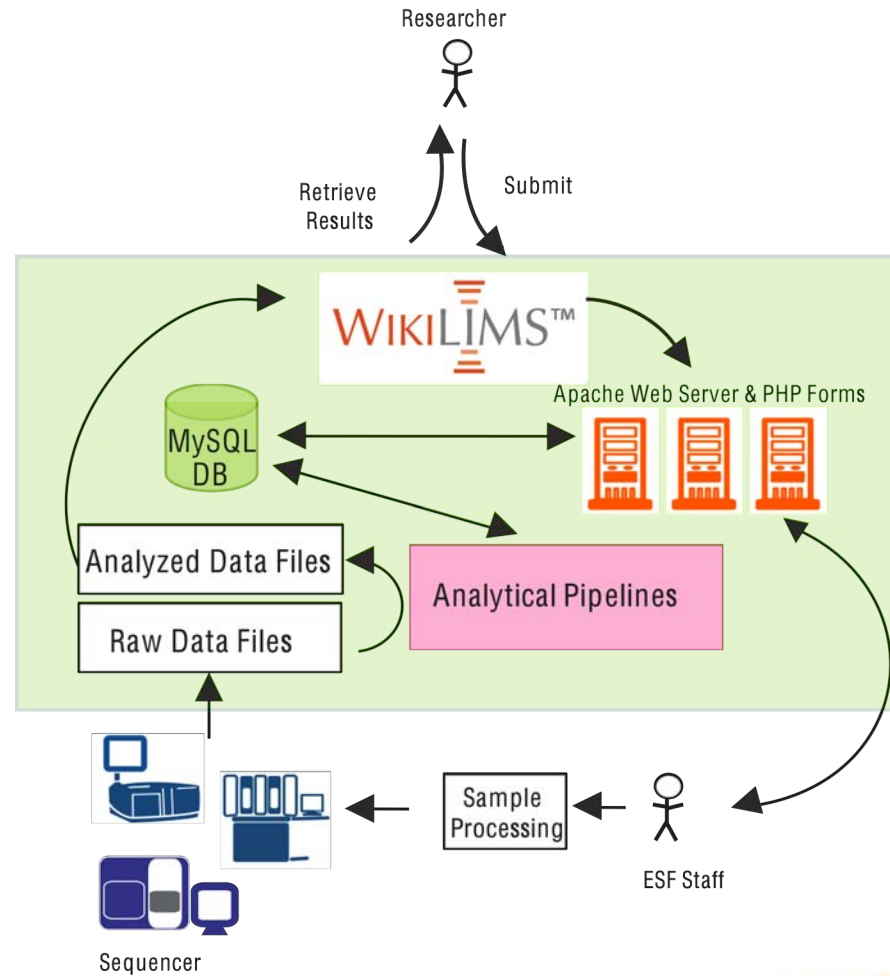 Researcher
Retrieve
Results
Submit
WIKILIMS™
Apache Web Server & PHP Forms
MySQL
DB
Analyzed Data Files
Analytical Pipelines
Raw Data Files
Sample
Processing
ESF Staff
Sequencer